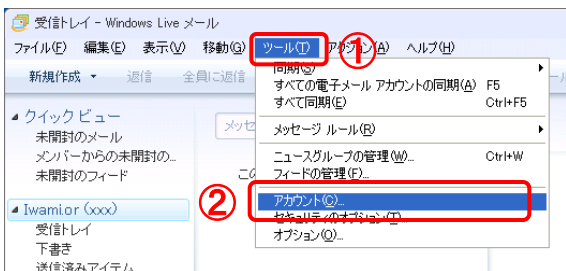 受信トレイ - Windows Live メール
ファイル(F) 編集(E) 表示(V) 移動(G) ツール(T) アクション(A) ヘルプ(H)
①
新規作成 返信 全員に返信
同期(S)
すべての電子メール アカウントの同期(A) F5
すべて同期(E) Ctrl+F5
メッセージ ルール(R)
ニュースグループの管理(W)... Ctrl+W
フィードの管理(F)...
②
アカウント(C)...
セキュリティのオプション(T)...
オプション(O)...
クイック ビュー
未開封のメール
メンバーからの未開封の...
未開封のフィード
Iwami.or (xxx)
受信トレイ
下書き
送信済みアイテム